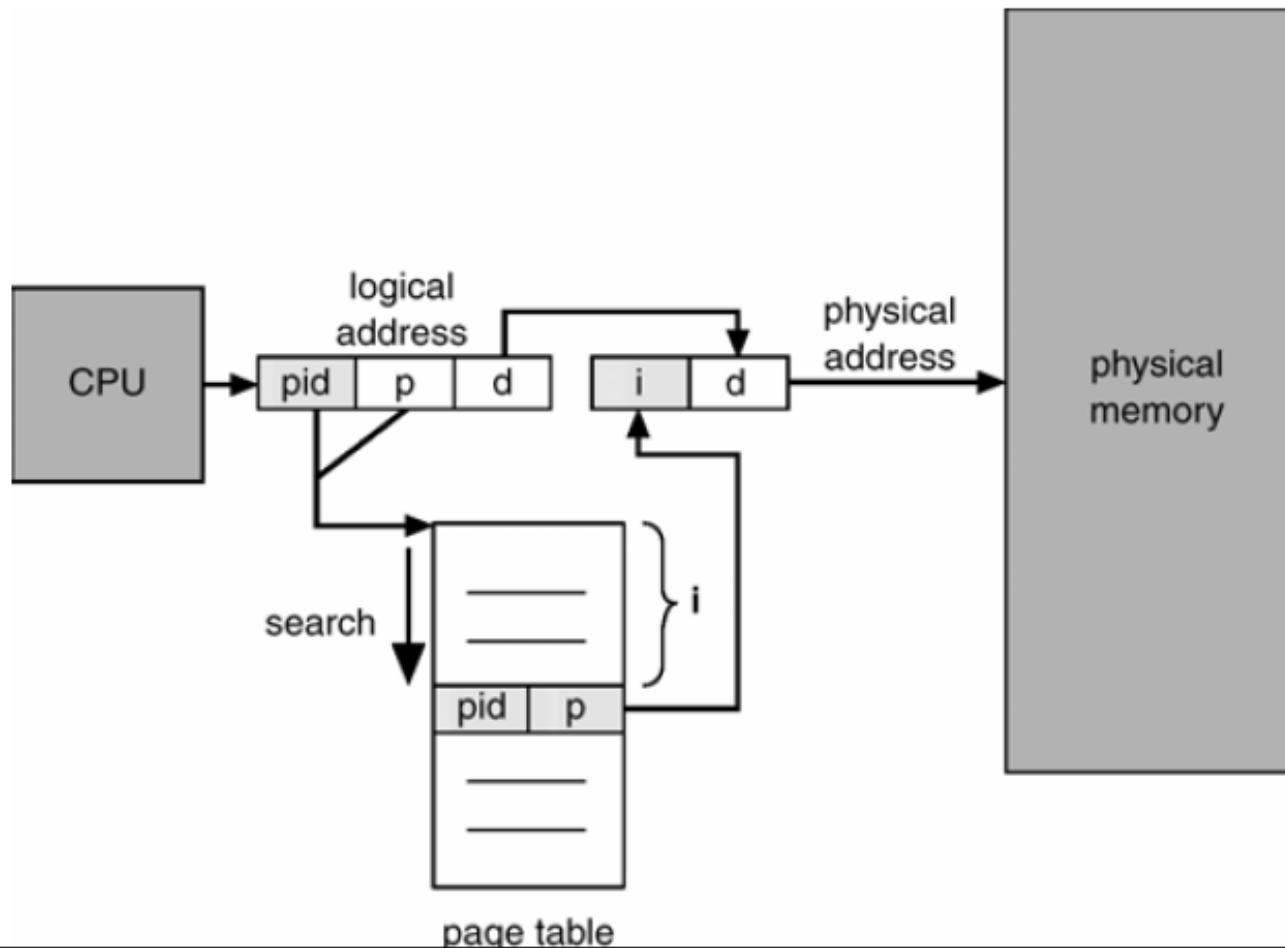 logical
address
physical
address
CPU
pid p d
i d
physical
memory
search
i
pid p
page table